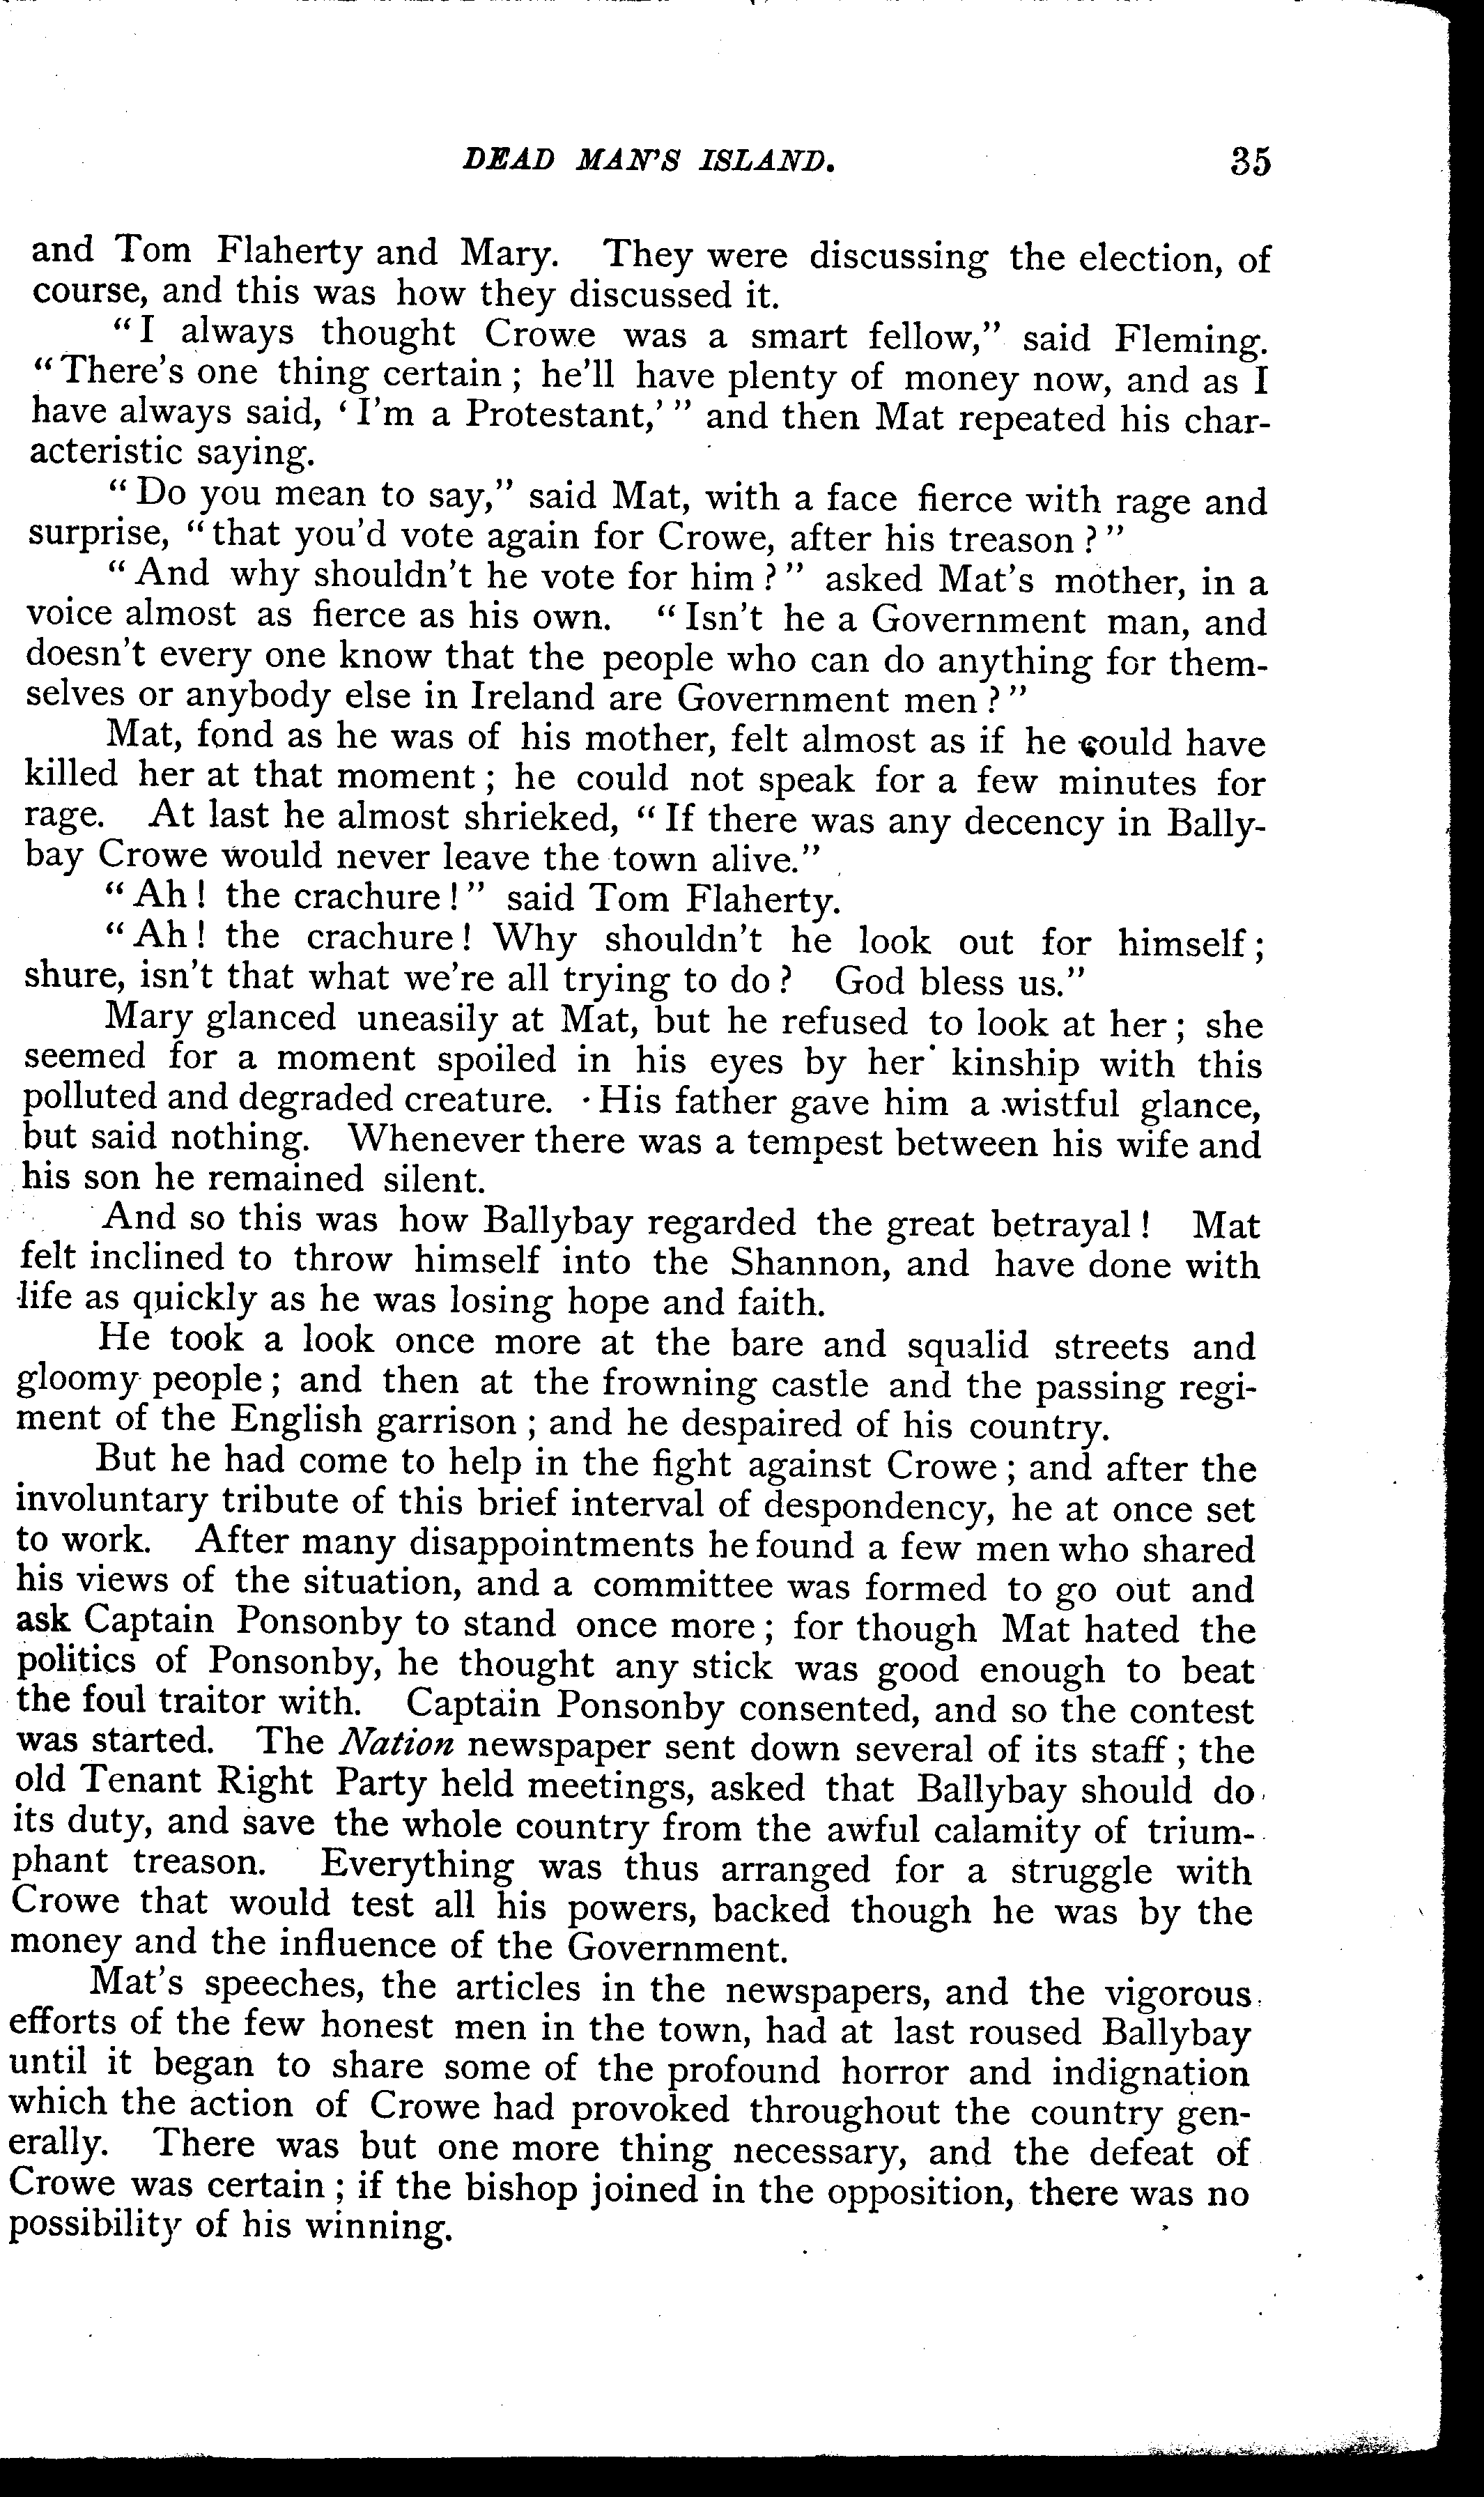 DEAD MAN'S ISLAND. 35
and Tom Flaherty and Mary. They were discussing the election, of
course, and this was how they discussed it.
"I always thought Crowe was a smart fellow," said Fleming.
"There's one thing certain; he'll have plenty of money now, and as I
have always said, 'I'm a Protestant,'" and then Mat repeated his char-
acteristic saying.
"Do you mean to say," said Mat, with a face fierce with rage and
surprise, "that you'd vote again for Crowe, after his treason?"
"And why shouldn't he vote for him?" asked Mat's mother, in a
voice almost as fierce as his own. "Isn't he a Government man, and
doesn't every one know that the people who can do anything for them-
selves or anybody else in Ireland are Government men?"
Mat, fond as he was of his mother, felt almost as if he could have
killed her at that moment; he could not speak for a few minutes for
rage. At last he almost shrieked, "If there was any decency in Bally-
bay Crowe would never leave the town alive."
"Ah! the crachure!" said Tom Flaherty.
"Ah! the crachure! Why shouldn't he look out for himself;
shure, isn't that what we're all trying to do? God bless us."
Mary glanced uneasily at Mat, but he refused to look at her; she
seemed for a moment spoiled in his eyes by her kinship with this
polluted and degraded creature. His father gave him a wistful glance,
but said nothing. Whenever there was a tempest between his wife and
his son he remained silent.
And so this was how Ballybay regarded the great betrayal! Mat
felt inclined to throw himself into the Shannon, and have done with
life as quickly as he was losing hope and faith.
He took a look once more at the bare and squalid streets and
gloomy people; and then at the frowning castle and the passing regi-
ment of the English garrison; and he despaired of his country.
But he had come to help in the fight against Crowe; and after the
involuntary tribute of this brief interval of despondency, he at once set
to work. After many disappointments he found a few men who shared
his views of the situation, and a committee was formed to go out and
ask Captain Ponsonby to stand once more; for though Mat hated the
politics of Ponsonby, he thought any stick was good enough to beat
the foul traitor with. Captain Ponsonby consented, and so the contest
was started. The Nation newspaper sent down several of its staff; the
old Tenant Right Party held meetings, asked that Ballybay should do
its duty, and save the whole country from the awful calamity of trium-
phant treason. Everything was thus arranged for a struggle with
Crowe that would test all his powers, backed though he was by the
money and the influence of the Government.
Mat's speeches, the articles in the newspapers, and the vigorous
efforts of the few honest men in the town, had at last roused Ballybay
until it began to share some of the profound horror and indignation
which the action of Crowe had provoked throughout the country gen-
erally. There was but one more thing necessary, and the defeat of
Crowe was certain; if the bishop joined in the opposition, there was no
possibility of his winning.